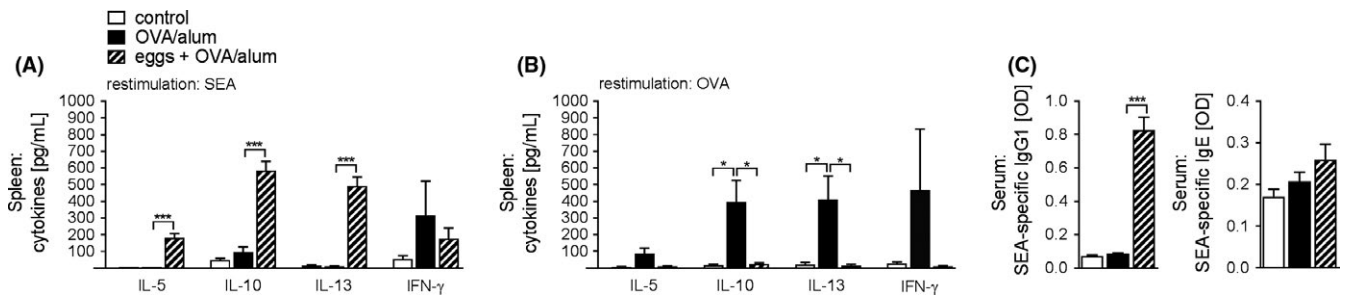 control
OVA/alum
eggs + OVA/alum
(A)
restimulation: SEA
Spleen:
cytokines [pg/mL]
1000
900
800
700
600
500
400
300
200
100
***
***
***
IL-5 IL-10 IL-13 IFN-γ
(B)
restimulation: OVA
Spleen:
cytokines [pg/mL]
1000
900
800
700
600
500
400
300
200
100
* *
* *
IL-5 IL-10 IL-13 IFN-γ
(C)
Serum:
SEA-specific IgG1 [OD]
1.0
0.8
0.6
0.4
0.2
0.0
***
Serum:
SEA-specific IgE [OD]
0.4
0.3
0.2
0.1
0.0